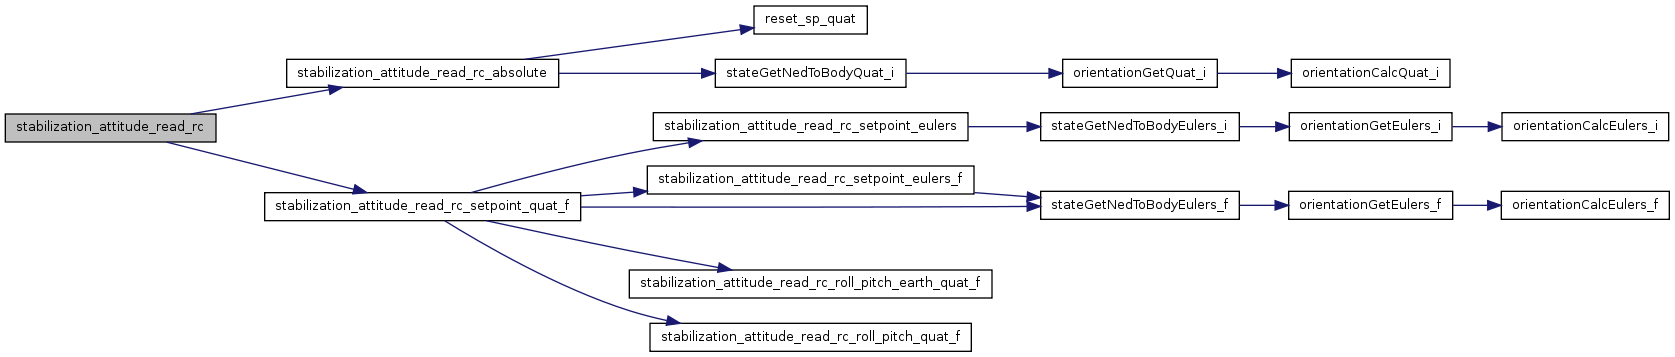 reset_sp_quat
stabilization_attitude_read_rc_absolute
stateGetNedToBodyQuat_i
orientationGetQuat_i
orientationCalcQuat_i
stabilization_attitude_read_rc
stabilization_attitude_read_rc_setpoint_eulers
stateGetNedToBodyEulers_i
orientationGetEulers_i
orientationCalcEulers_i
stabilization_attitude_read_rc_setpoint_eulers_f
stabilization_attitude_read_rc_setpoint_quat_f
stateGetNedToBodyEulers_f
orientationGetEulers_f
orientationCalcEulers_f
stabilization_attitude_read_rc_roll_pitch_earth_quat_f
stabilization_attitude_read_rc_roll_pitch_quat_f